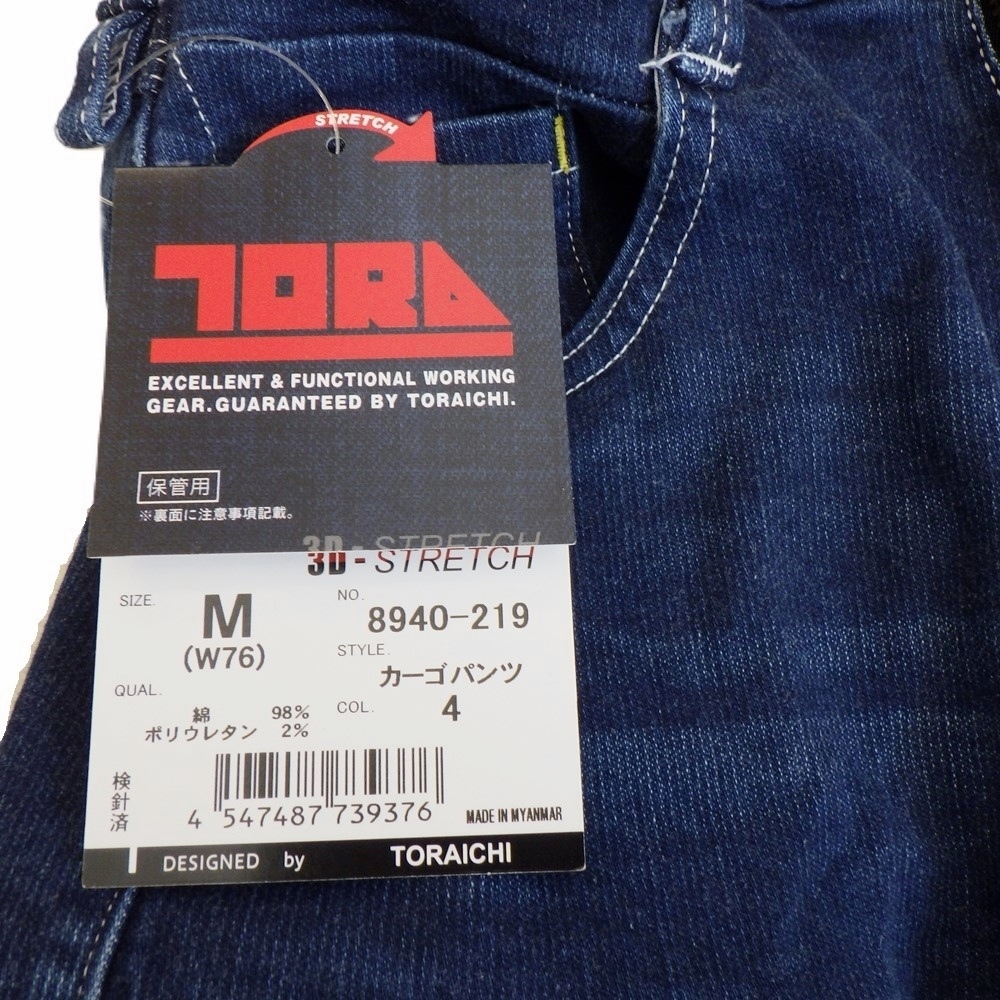 STRETCH
TORA
EXCELLENT & FUNCTIONAL WORKING
GEAR.GUARANTEED BY TORAICHI.
保管用
※裏面に注意事項記載。
3D - STRETCH
SIZE.
M
(W76)
NO.
8940-219
STYLE.
カーゴパンツ
QUAL.
綿 98%
ポリウレタン 2%
COL.
4
検針済
4 547487 739376
MADE IN MYANMAR
DESIGNED by TORAICHI